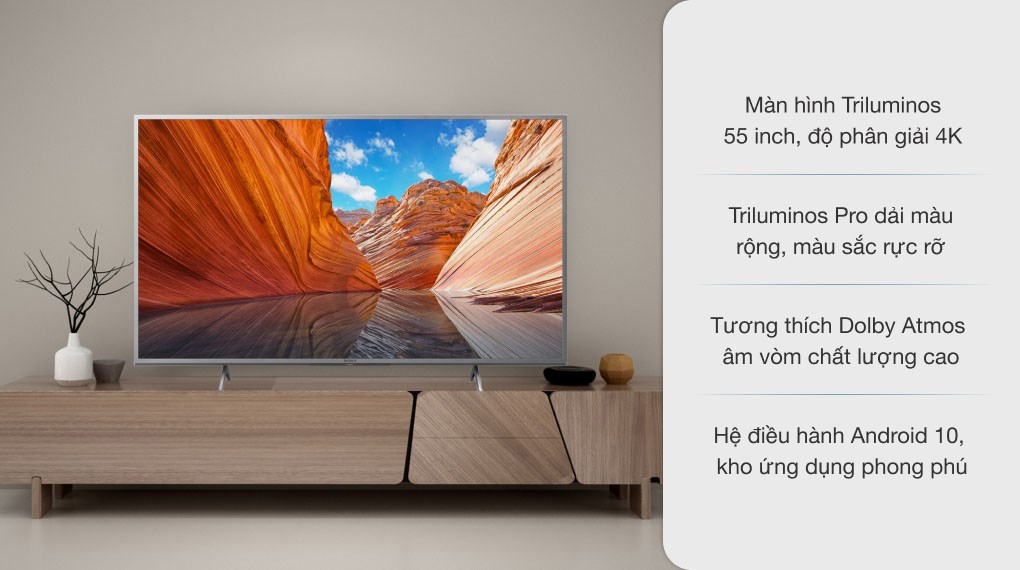 Màn hình Triluminos
55 inch, độ phân giải 4K
Triluminos Pro dải màu
rộng, màu sắc rực rỡ
Tương thích Dolby Atmos
âm vòm chất lượng cao
Hệ điều hành Android 10,
kho ứng dụng phong phú